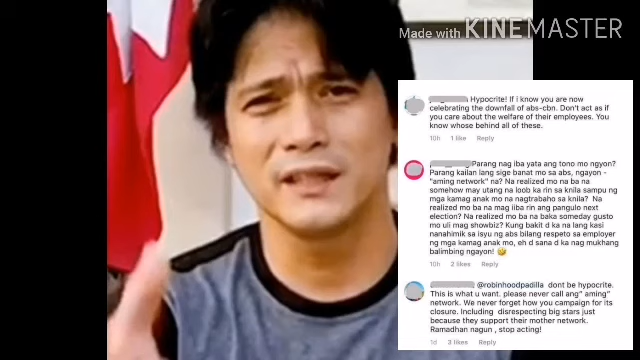 Made with KINEMASTER
Hypocrite! If i know you are now
celebrating the downfall of abs-cbn. Don't act as if
you care about the welfare of their employees. You
know whose behind all of these.
10h 1 like Reply
Parang nag iba yata ang tono mo ngyon?
Parang kailan lang sige banat mo sa abs, ngayon -
"aming network" na? Na realized mo na ba na
somehow may utang na loob ka rin sa knila sampu ng
mga kamag anak mo na nagtrabaho sa knila? Na
realized mo ba na mag iiba rin ang pangulo next
election? Na realized mo ba na baka someday gusto
mo uli mag showbiz? Kung bakit d ka na lang kasi
nanahimik sa isyu ng abs bilang respeto sa employer
ng mga kamag anak mo, eh d sana d ka nag mukhang
balimbing ngayon! 🤣
10h 2 likes Reply
@robinhoodpadilla dont be hypocrite.
This is what u want. please never call ang" aming"
network. We never forget how you campaign for its
closure. Including disrespecting big stars just
because they support their mother network.
Ramadhan nagun , stop acting!
1d 3 likes Reply